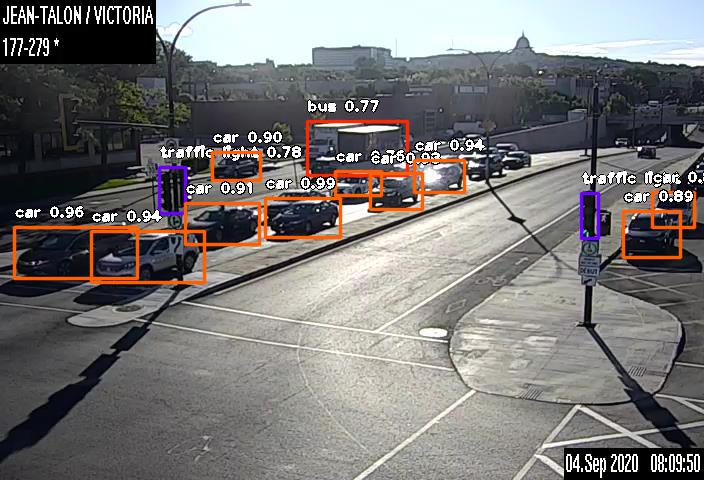 JEAN-TALON / VICTORIA
177-279 *
bus 0.77
car 0.90
car 0.94
traffic light 0.78
car 0.91
car 0.99
car 0.96
car 0.94
car 0.89
DÉBUT
04.Sep 2020 08:09:50